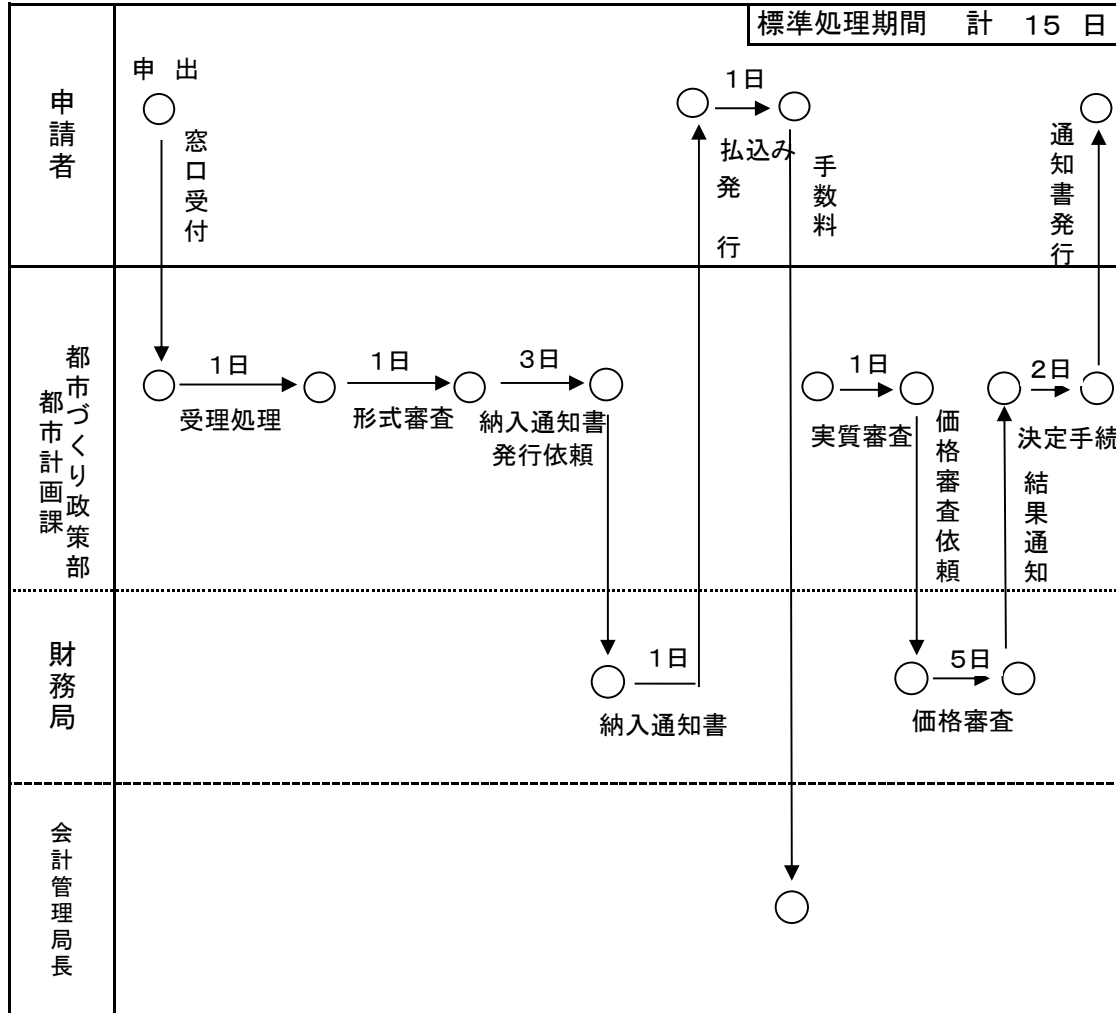 標準処理期間 計 15 日
申請者
申 出
窓口受付
1日
払込み
発 行
手数料
通知書発行
都市づくり政策部
都市計画課
1日
受理処理
1日
形式審査
3日
納入通知書
発行依頼
1日
実質審査
価格審査依頼
2日
決定手続
結果通知
財務局
1日
納入通知書
5日
価格審査
会計管理局長